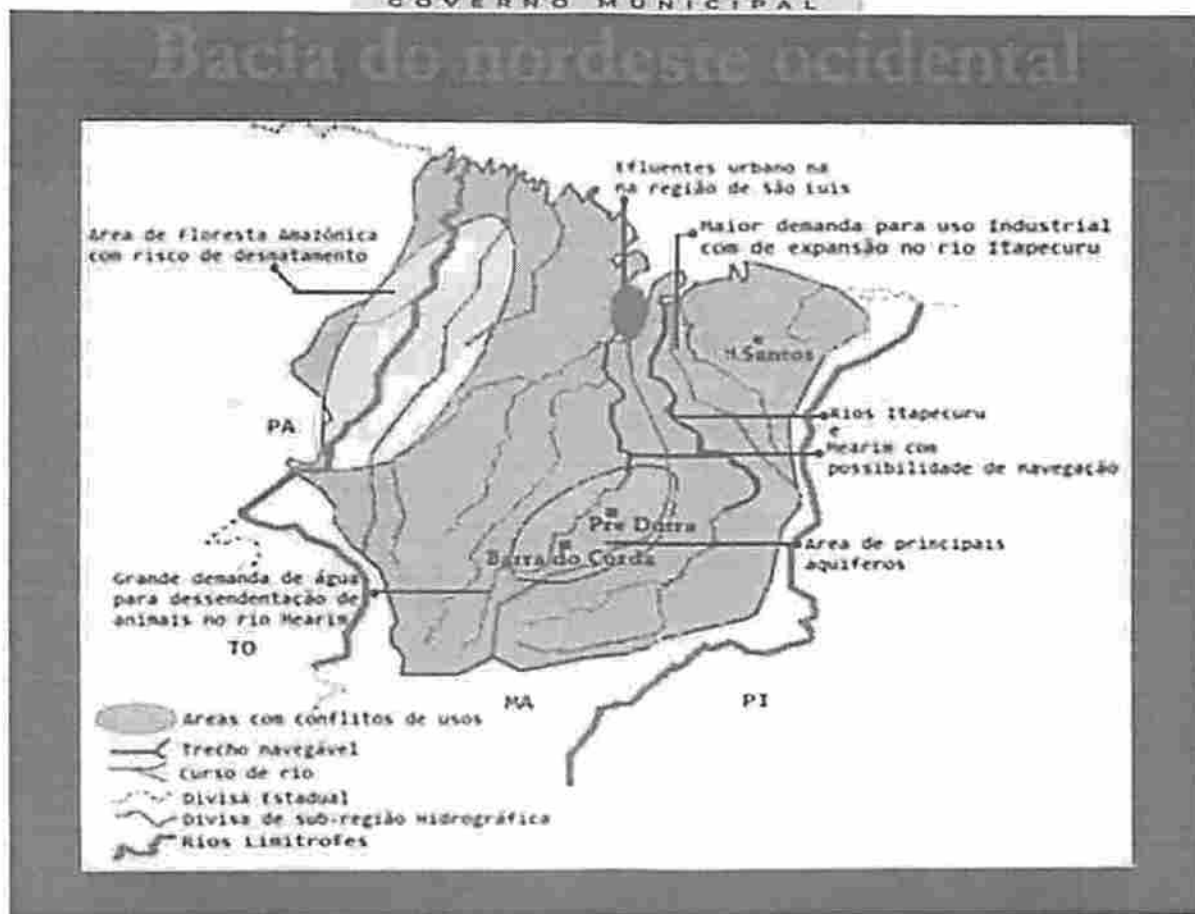 GOVERNO MUNICIPAL
Bacia do nordeste ocidental
Efluentes urbano na
na região de São Luis
Maior demanda para uso Industrial
com de expansão no rio Itapecuru
Area de Floresta Amazônica
com risco de desmatamento
H.Santos
PA
Rios Itapecuru
e
Mearim com
possibilidade de navegação
Pre Dutra
Barra do Corda
Area de principais
aquiferos
Grande demanda de água
para dessendentação de
animais no rio Mearim
TO
MA
PI
Areas com conflitos de usos
Trecho navegável
Curso de rio
Divisa Estadual
Divisa de sub-região Hidrográfica
Rios Limitrofes